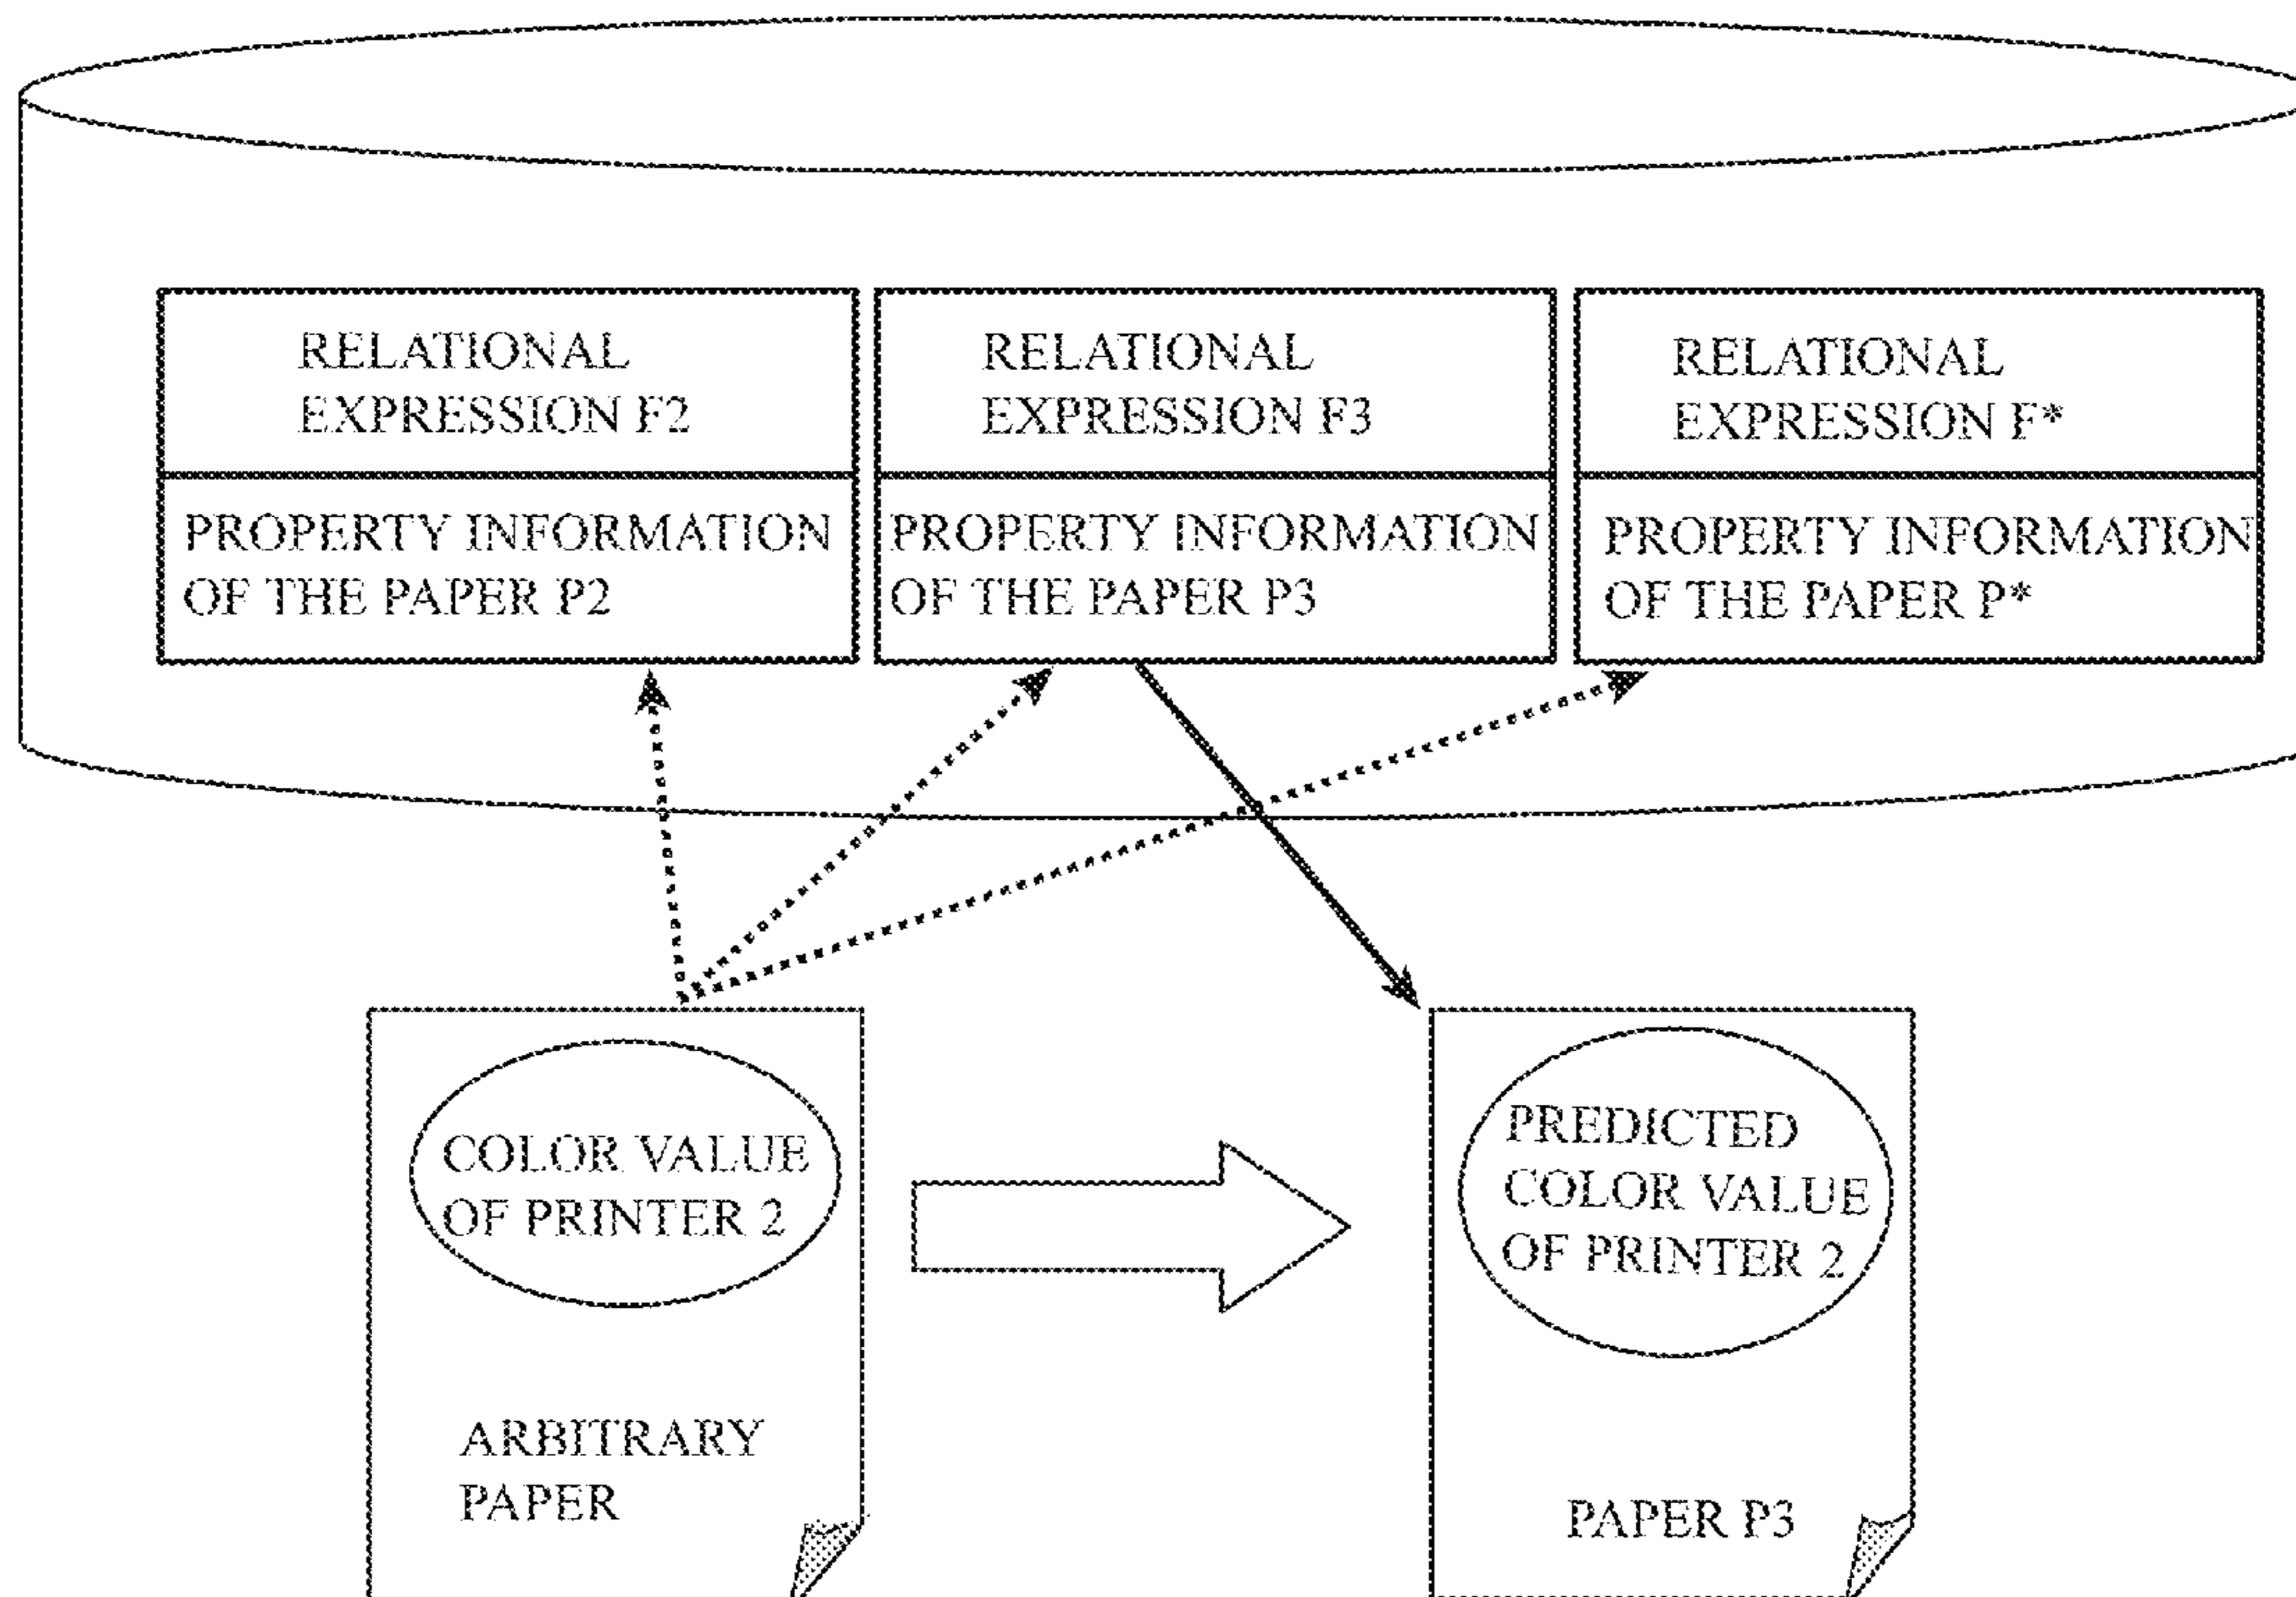 RELATIONAL
EXPRESSION F2
PROPERTY INFORMATION
OF THE PAPER P2
RELATIONAL
EXPRESSION F3
PROPERTY INFORMATION
OF THE PAPER P3
RELATIONAL
EXPRESSION F*
PROPERTY INFORMATION
OF THE PAPER P*
COLOR VALUE
OF PRINTER 2
ARBITRARY
PAPER
PREDICTED
COLOR VALUE
OF PRINTER 2
PAPER P3